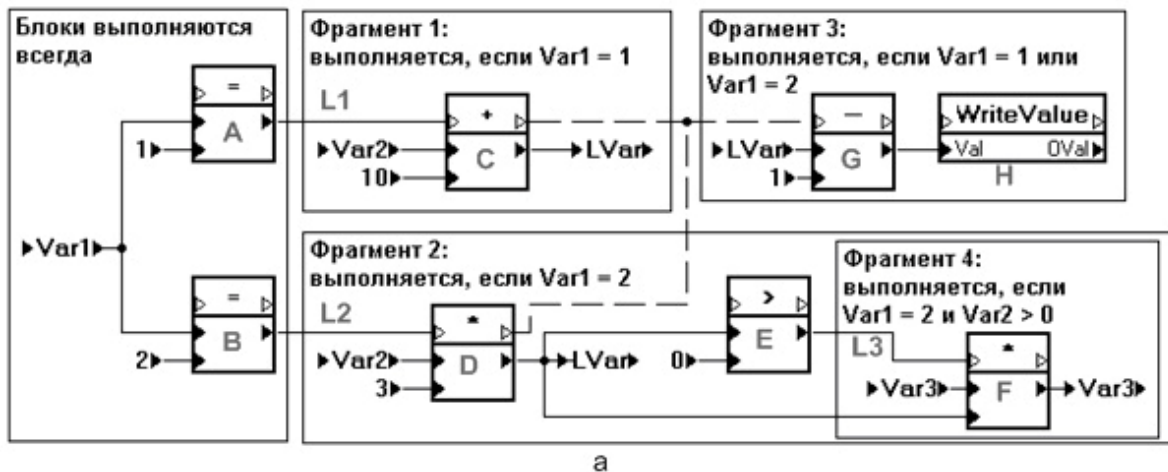 Блоки выполняются
всегда
=
A
1
Var1
=
B
2
Фрагмент 1:
выполняется, если Var1 = 1
L1
+
Var2
10
C
LVar
Фрагмент 3:
выполняется, если Var1 = 1 или
Var1 = 2
−
LVar
1
G
WriteValue
Val OVal
H
Фрагмент 2:
выполняется, если Var1 = 2
L2
*
Var2
3
D
LVar
>
0
E
Фрагмент 4:
выполняется, если
Var1 = 2 и Var2 > 0
L3
*
Var3
F
Var3
а